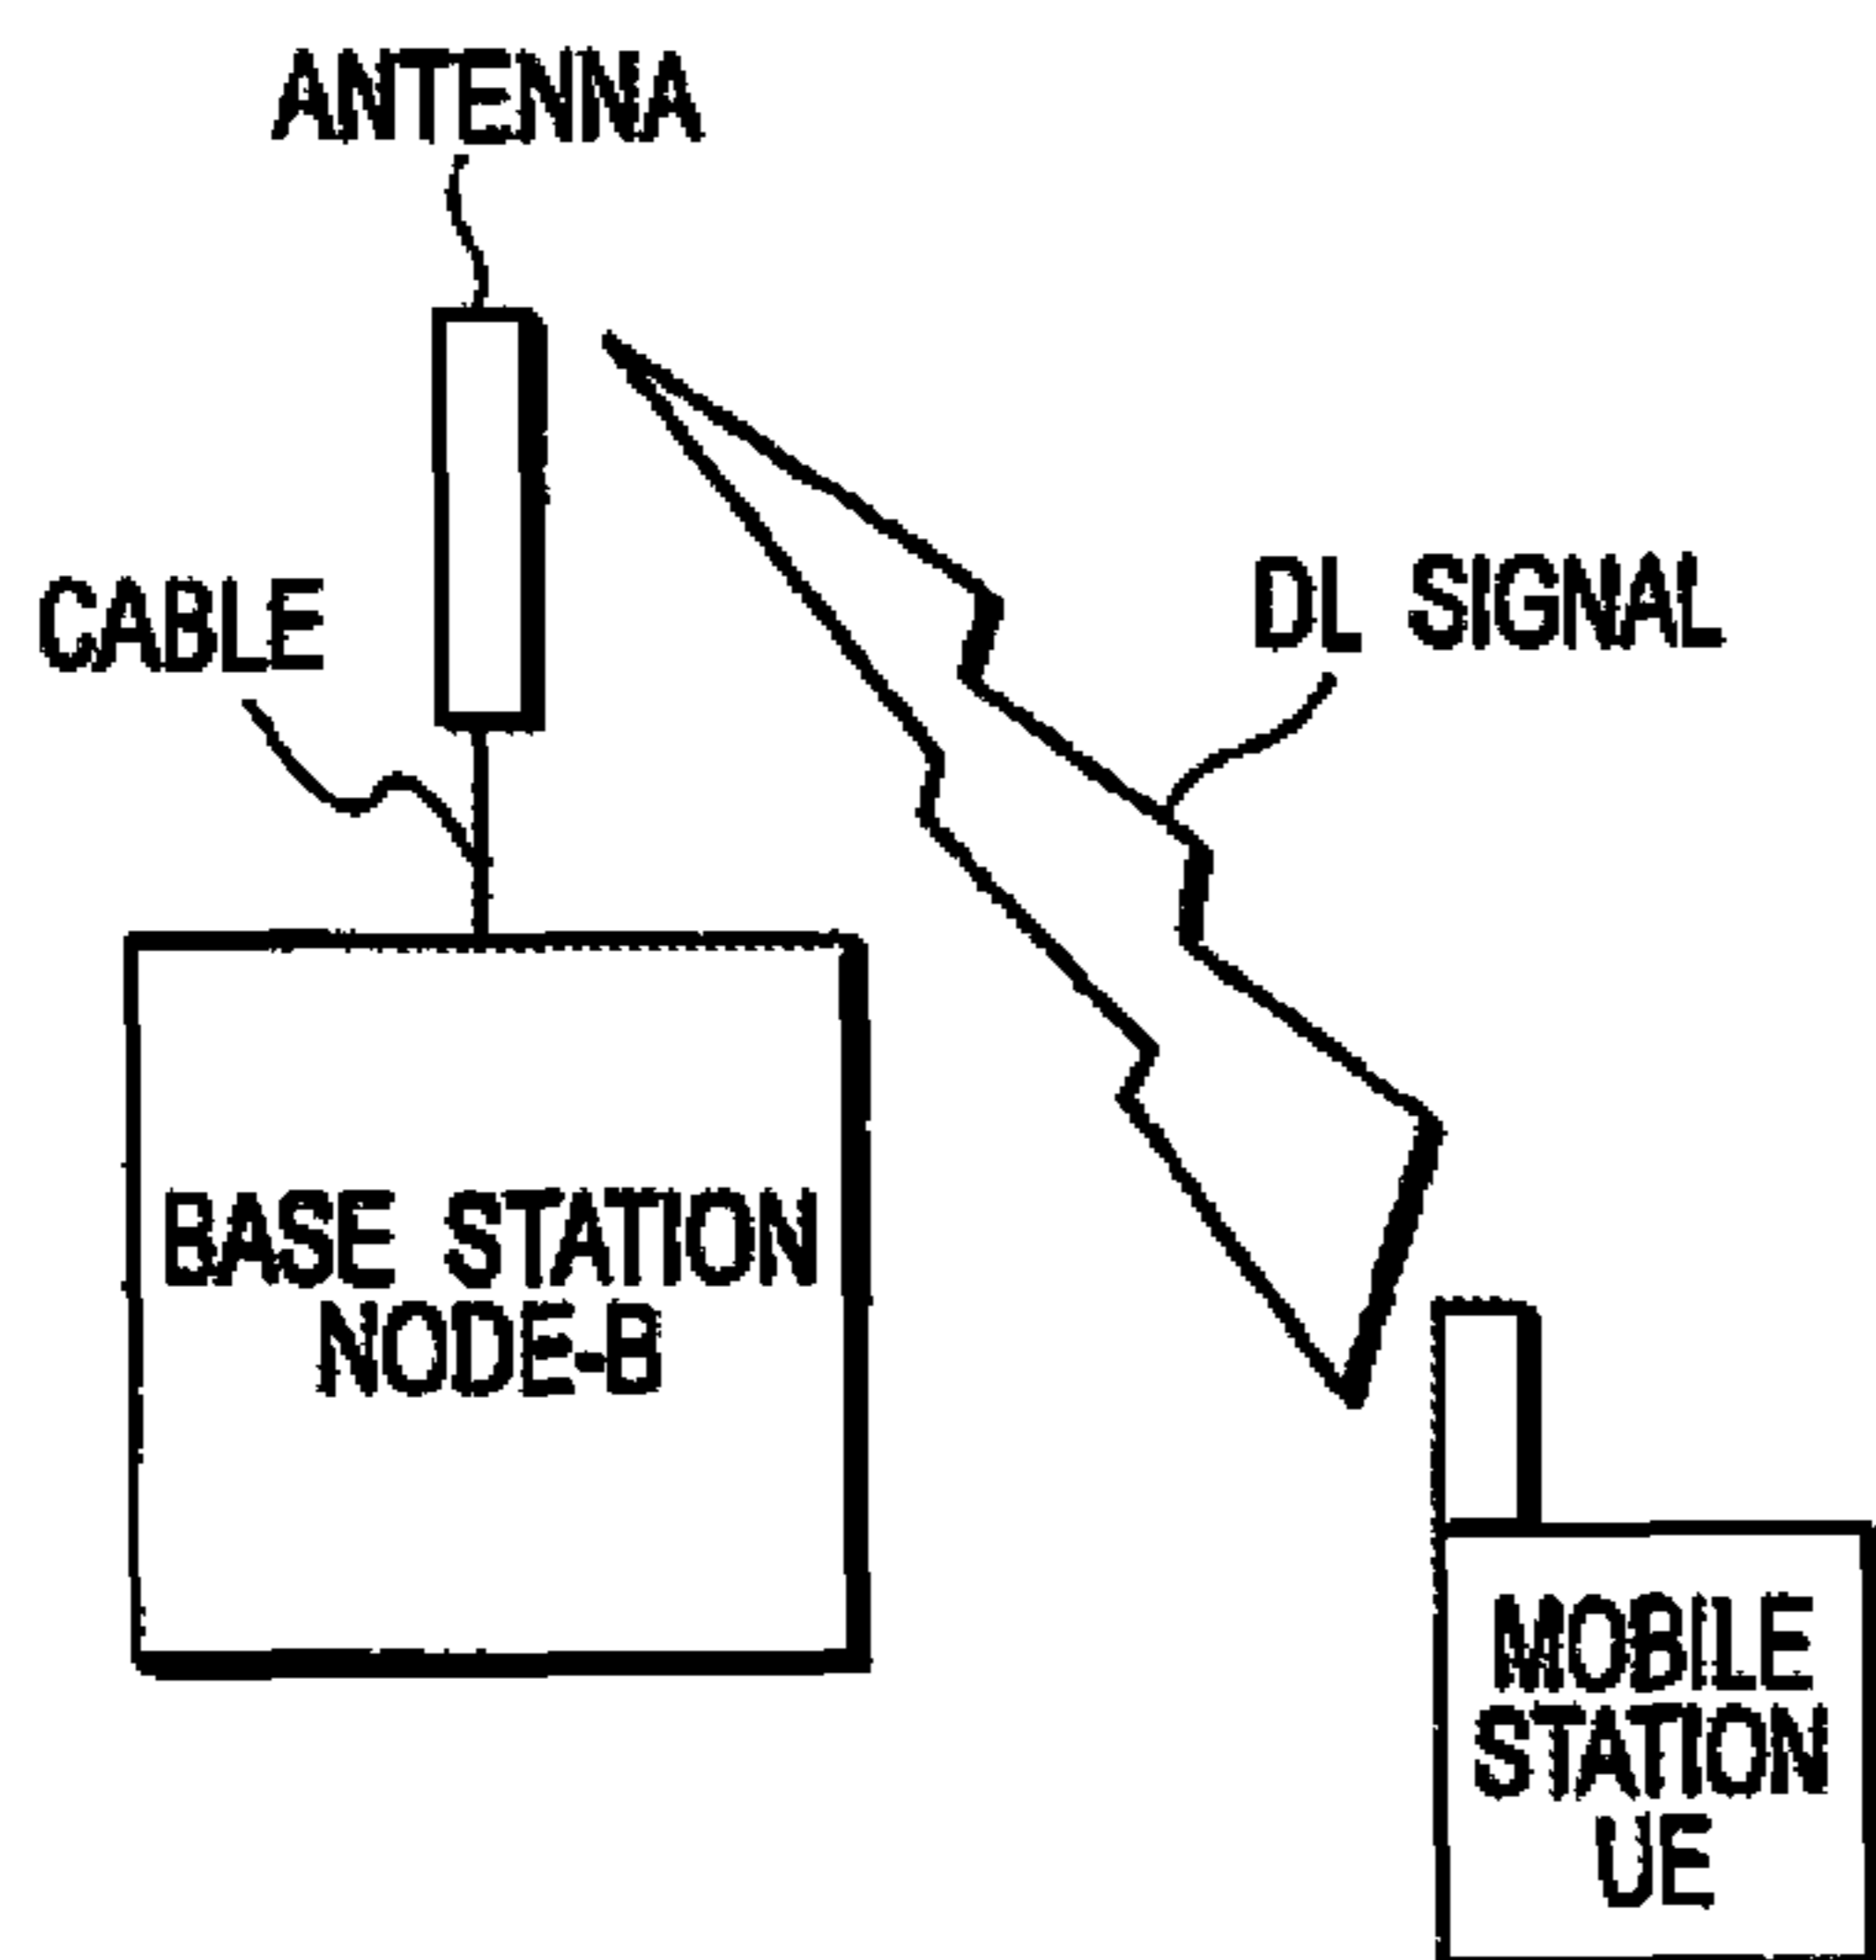 ANTENNA
CABLE
DL SIGNAL
BASE STATION
NODE-B
MOBILE
STATION
UE